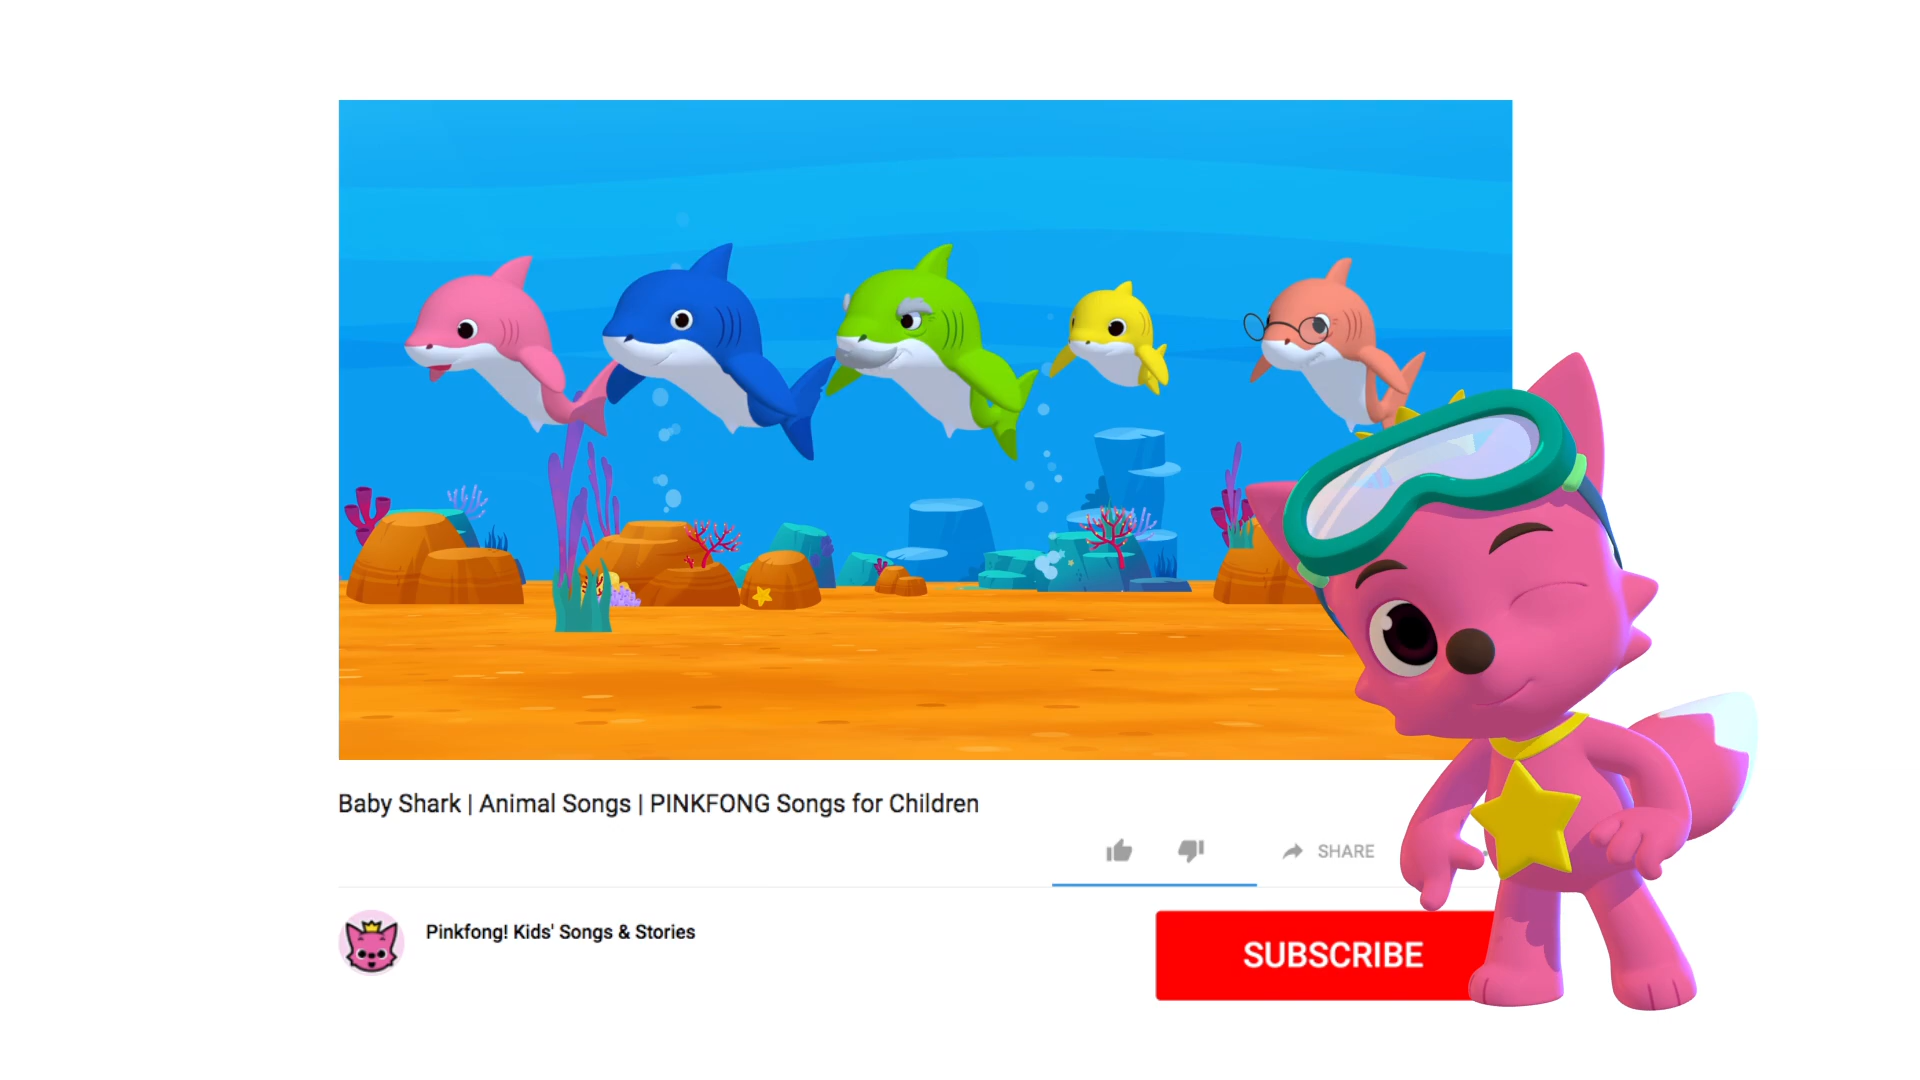 Baby Shark | Animal Songs | PINKFONG Songs for Children
SHARE
Pinkfong! Kids' Songs & Stories
SUBSCRIBE